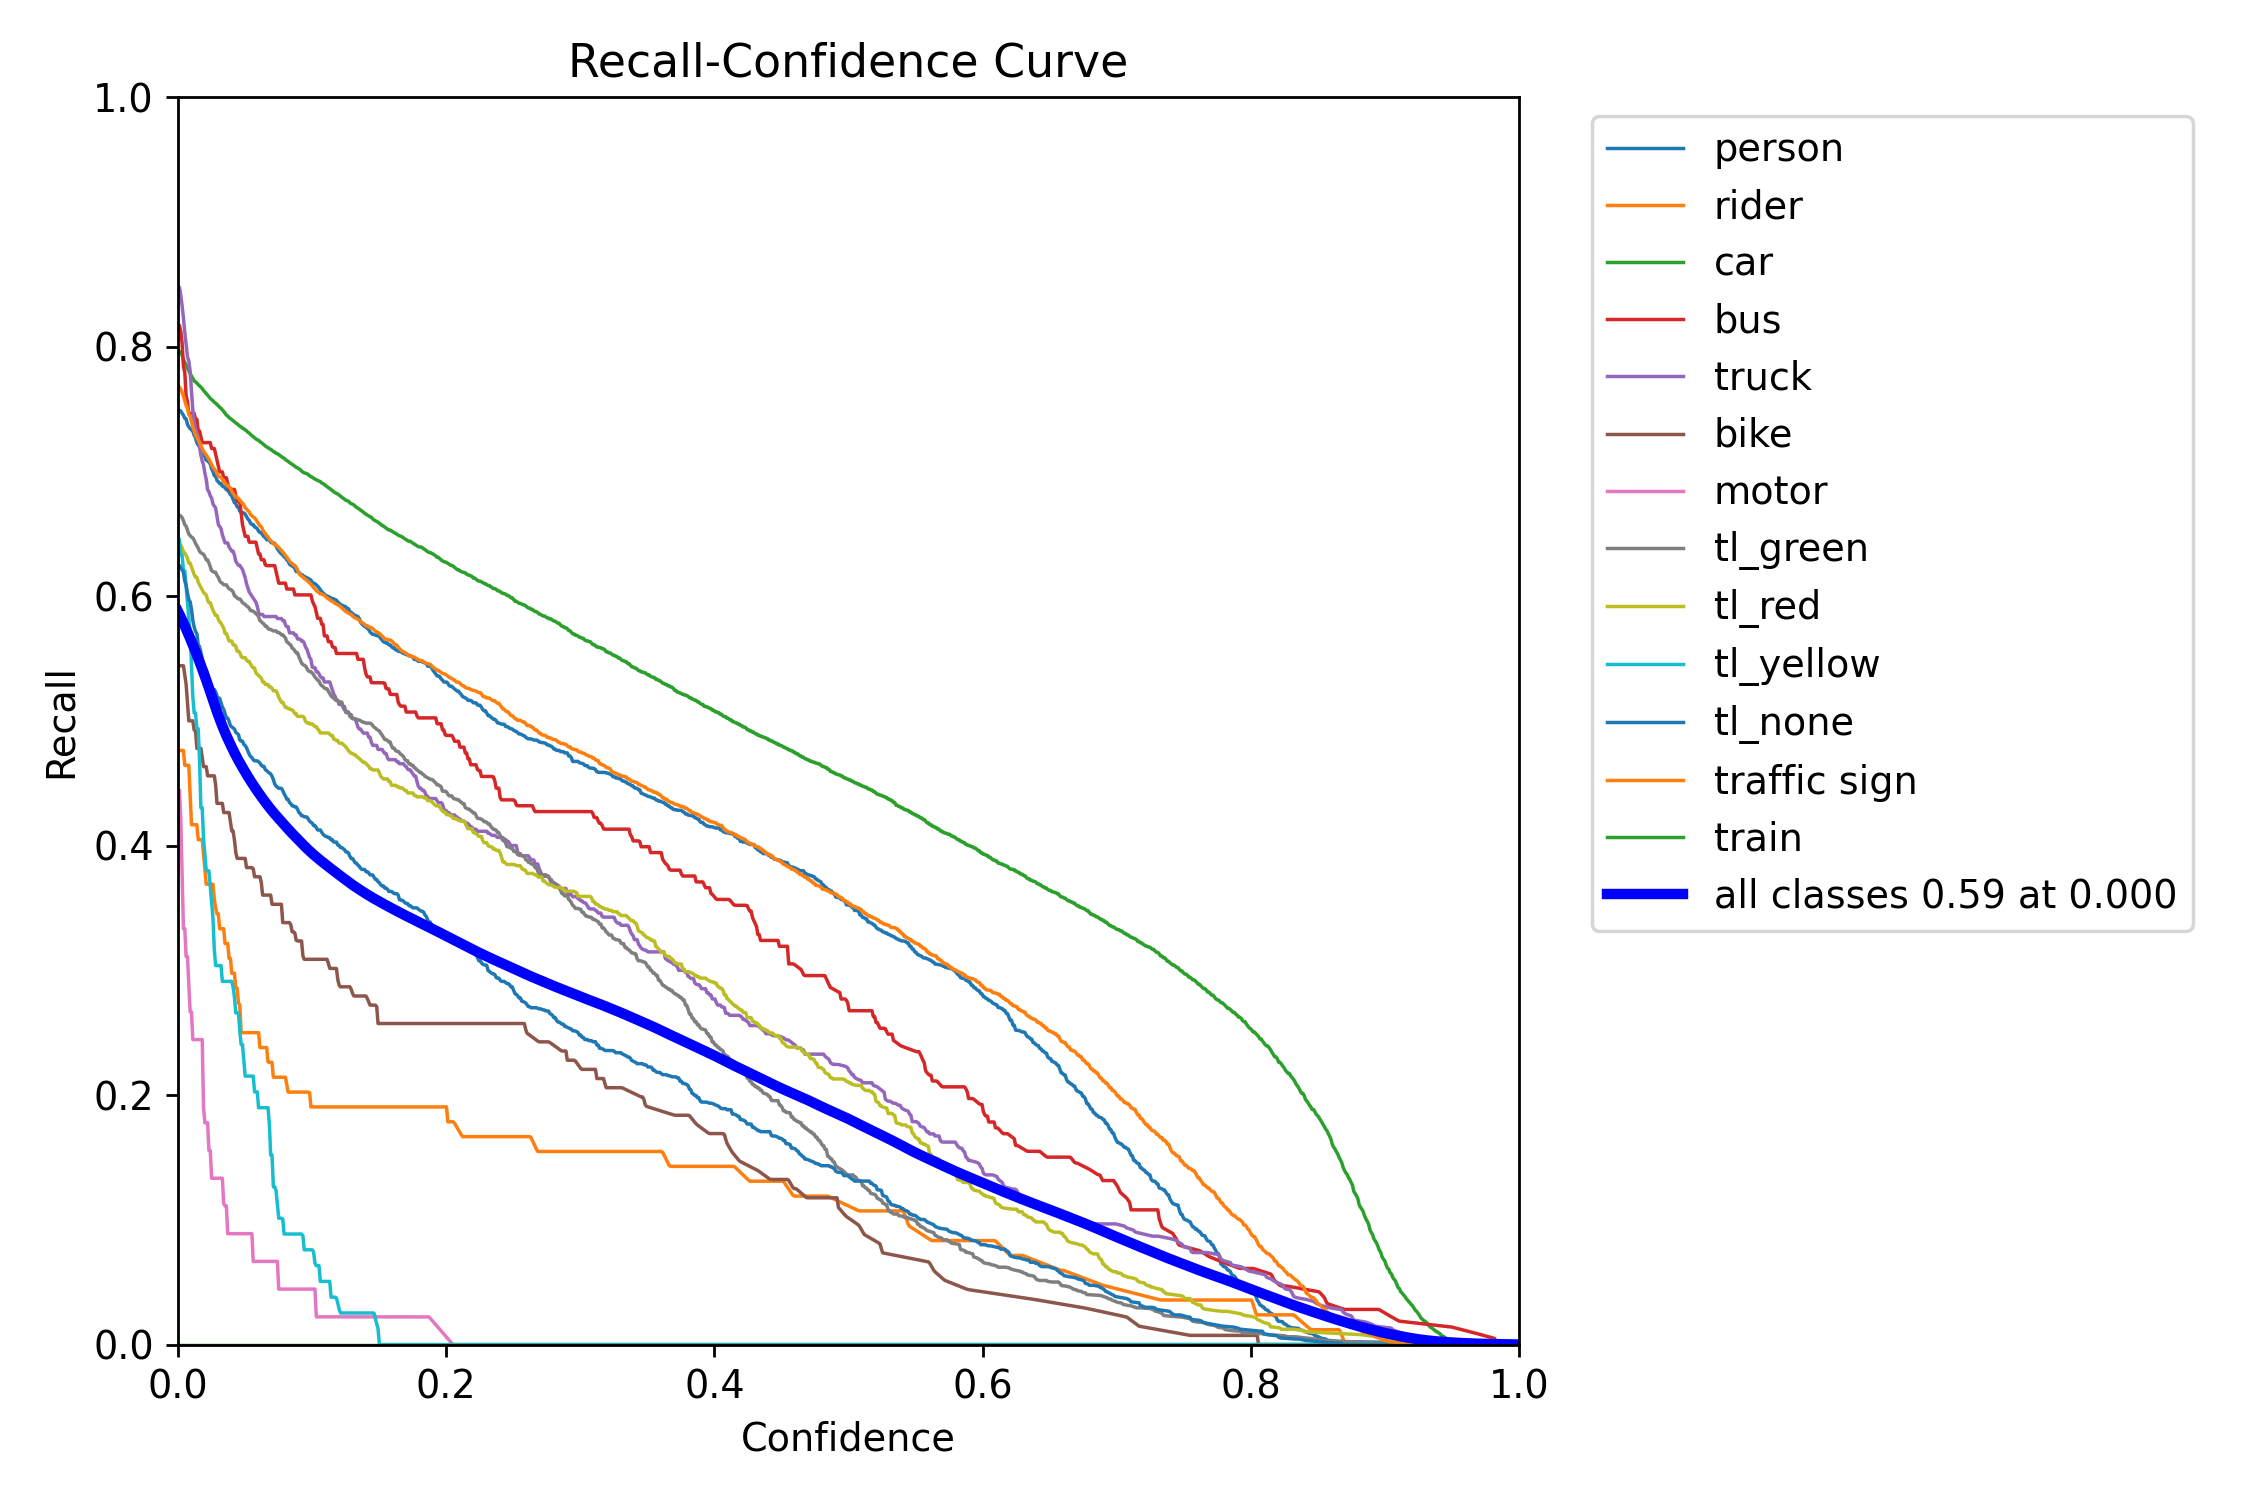 Recall-Confidence Curve
1.0
0.8
0.6
0.4
0.2
0.0
Recall
0.0 0.2 0.4 0.6 0.8 1.0
Confidence
person
rider
car
bus
truck
bike
motor
tl_green
tl_red
tl_yellow
tl_none
traffic sign
train
all classes 0.59 at 0.000